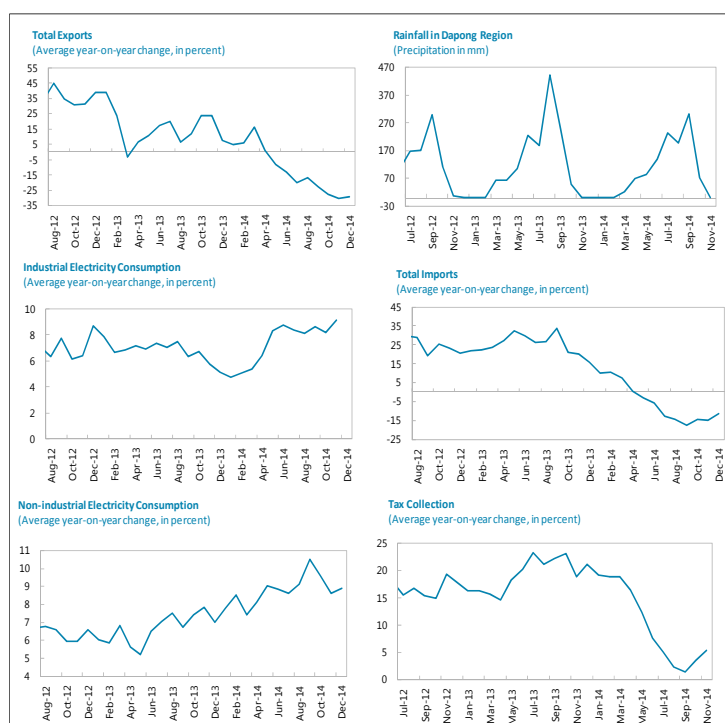 Total Exports
(Average year-on-year change, in percent)
55
45
35
25
15
5
-5
-15
-25
-35
Aug-12
Oct-12
Dec-12
Feb-13
Apr-13
Jun-13
Aug-13
Oct-13
Dec-13
Feb-14
Apr-14
Jun-14
Aug-14
Oct-14
Dec-14
Rainfall in Dapong Region
(Precipitation in mm)
470
370
270
170
70
-30
Jul-12
Sep-12
Nov-12
Jan-13
Mar-13
May-13
Jul-13
Sep-13
Nov-13
Jan-14
Mar-14
May-14
Jul-14
Sep-14
Nov-14
Industrial Electricity Consumption
(Average year-on-year change, in percent)
10
8
6
4
2
0
Aug-12
Oct-12
Dec-12
Feb-13
Apr-13
Jun-13
Aug-13
Oct-13
Dec-13
Feb-14
Apr-14
Jun-14
Aug-14
Oct-14
Dec-14
Total Imports
(Average year-on-year change, in percent)
45
35
25
15
5
-5
-15
-25
Aug-12
Oct-12
Dec-12
Feb-13
Apr-13
Jun-13
Aug-13
Oct-13
Dec-13
Feb-14
Apr-14
Jun-14
Aug-14
Oct-14
Dec-14
Non-industrial Electricity Consumption
(Average year-on-year change, in percent)
11
10
9
8
7
6
5
4
Aug-12
Oct-12
Dec-12
Feb-13
Apr-13
Jun-13
Aug-13
Oct-13
Dec-13
Feb-14
Apr-14
Jun-14
Aug-14
Oct-14
Dec-14
Tax Collection
(Average year-on-year change, in percent)
25
20
15
10
5
0
Jul-12
Sep-12
Nov-12
Jan-13
Mar-13
May-13
Jul-13
Sep-13
Nov-13
Jan-14
Mar-14
May-14
Jul-14
Sep-14
Nov-14